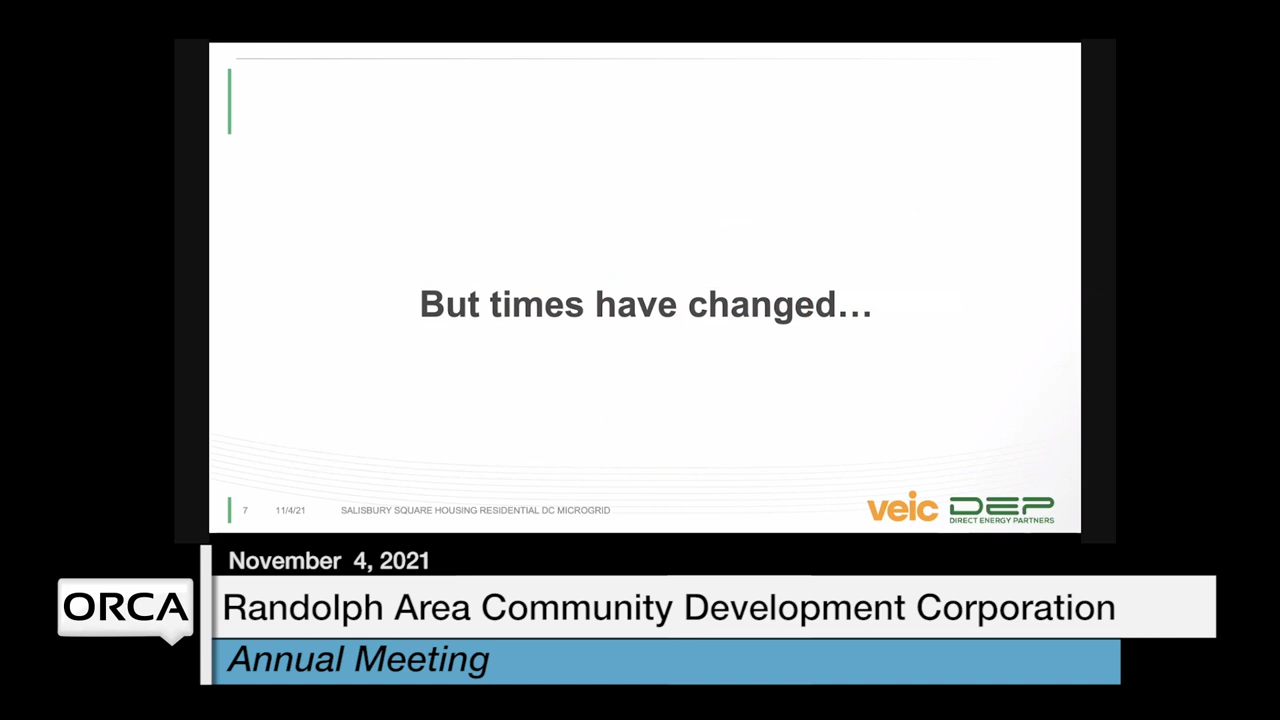 But times have changed…
7 11/4/21 SALISBURY SQUARE HOUSING RESIDENTIAL DC MICROGRID
veic DEP
DIRECT ENERGY PARTNERS
November 4, 2021
ORCA
Randolph Area Community Development Corporation
Annual Meeting